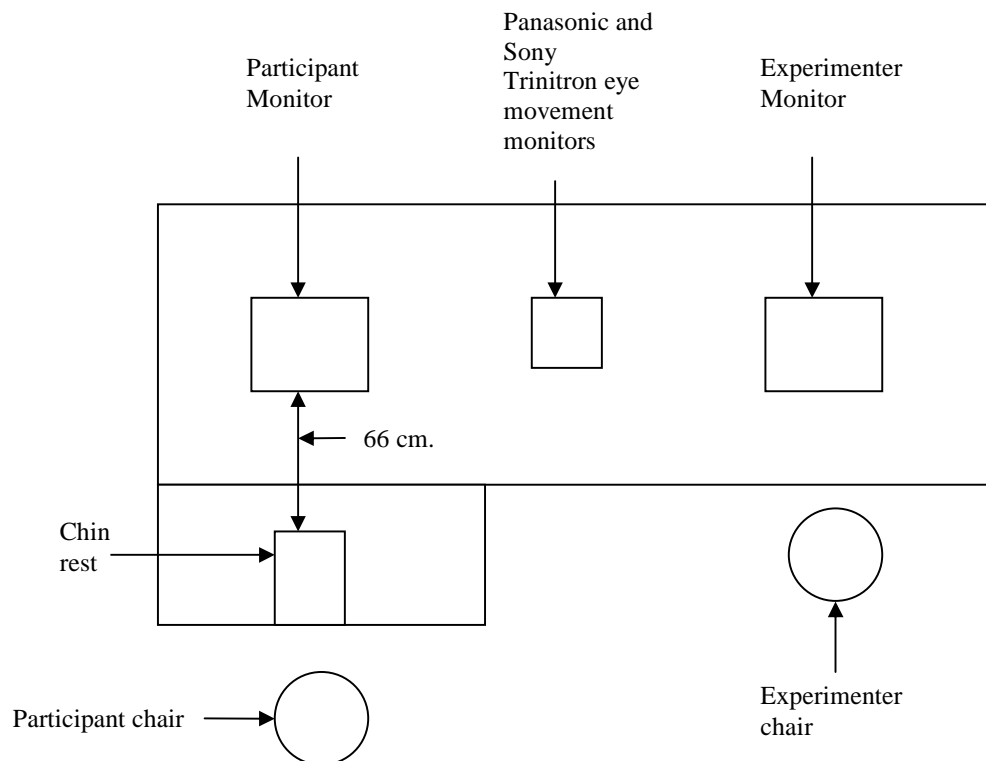 Participant
Monitor
Panasonic and
Sony
Trinitron eye
movement
monitors
Experimenter
Monitor
66 cm.
Chin
rest
Participant chair
Experimenter
chair